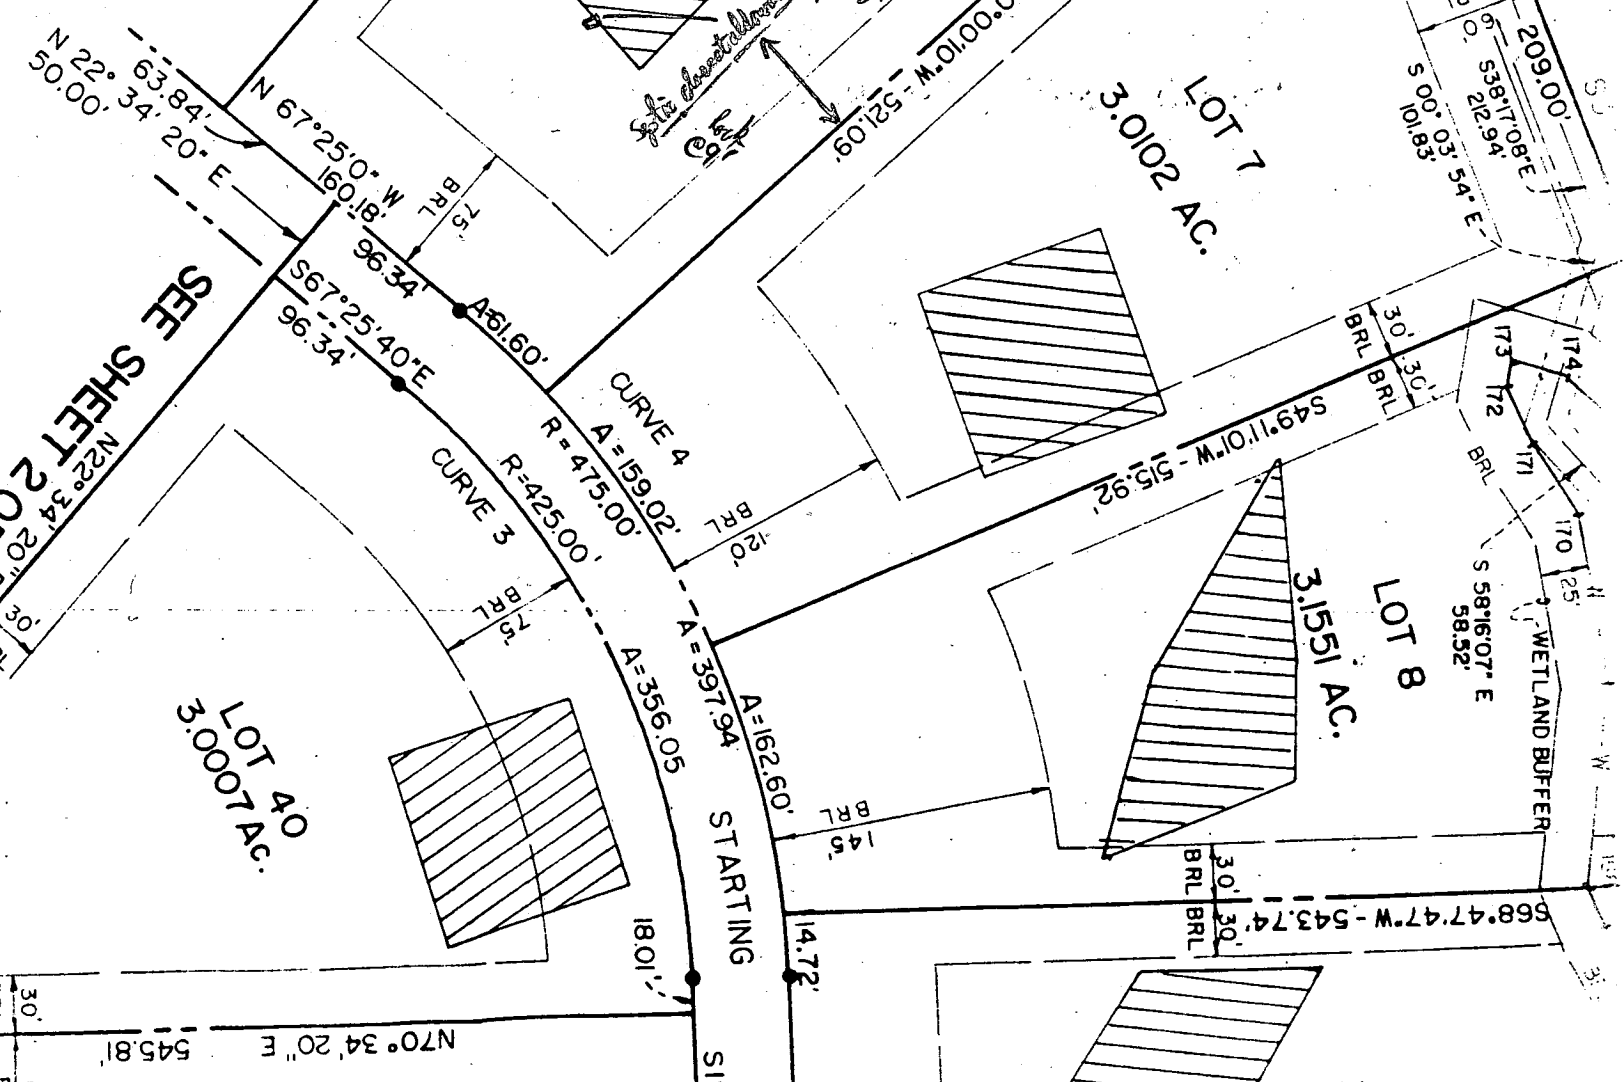 N 22° 34' 20" E
50.00'
63.84'
N 67°25'0" W
160.18'
96.34'
S67°25'40"E
96.34'
BRL
75'
A=61.60'
SEE SHEET 2 O
N22° 34' 20"
CURVE 3
R=425.00'
CURVE 4
A = 159.02'
R = 475.00'
0°00'10"W - 521.09'
LOT 7
3.0102 AC.
209.00'
S38°17'08"E
212.94'
S 00° 03' 54" E
101.83'
30'
BRL
30'
BRL
174
173
172
171
170
BRL
25'
S49°11'01"W - 515.92'
BRL
120'
BRL
75'
30'
A = 397.94
A=356.05
A=162.60'
LOT 8
3.1551 AC.
S 58°16'07" E
58.52'
WETLAND BUFFER
W
BRL
145'
LOT 40
3.0007 Ac.
STARTING
BRL
30'
BRL
30'
S68°47'47"W - 543.74'
14.72'
18.01'
30'
N70° 34' 20" E
545.81'